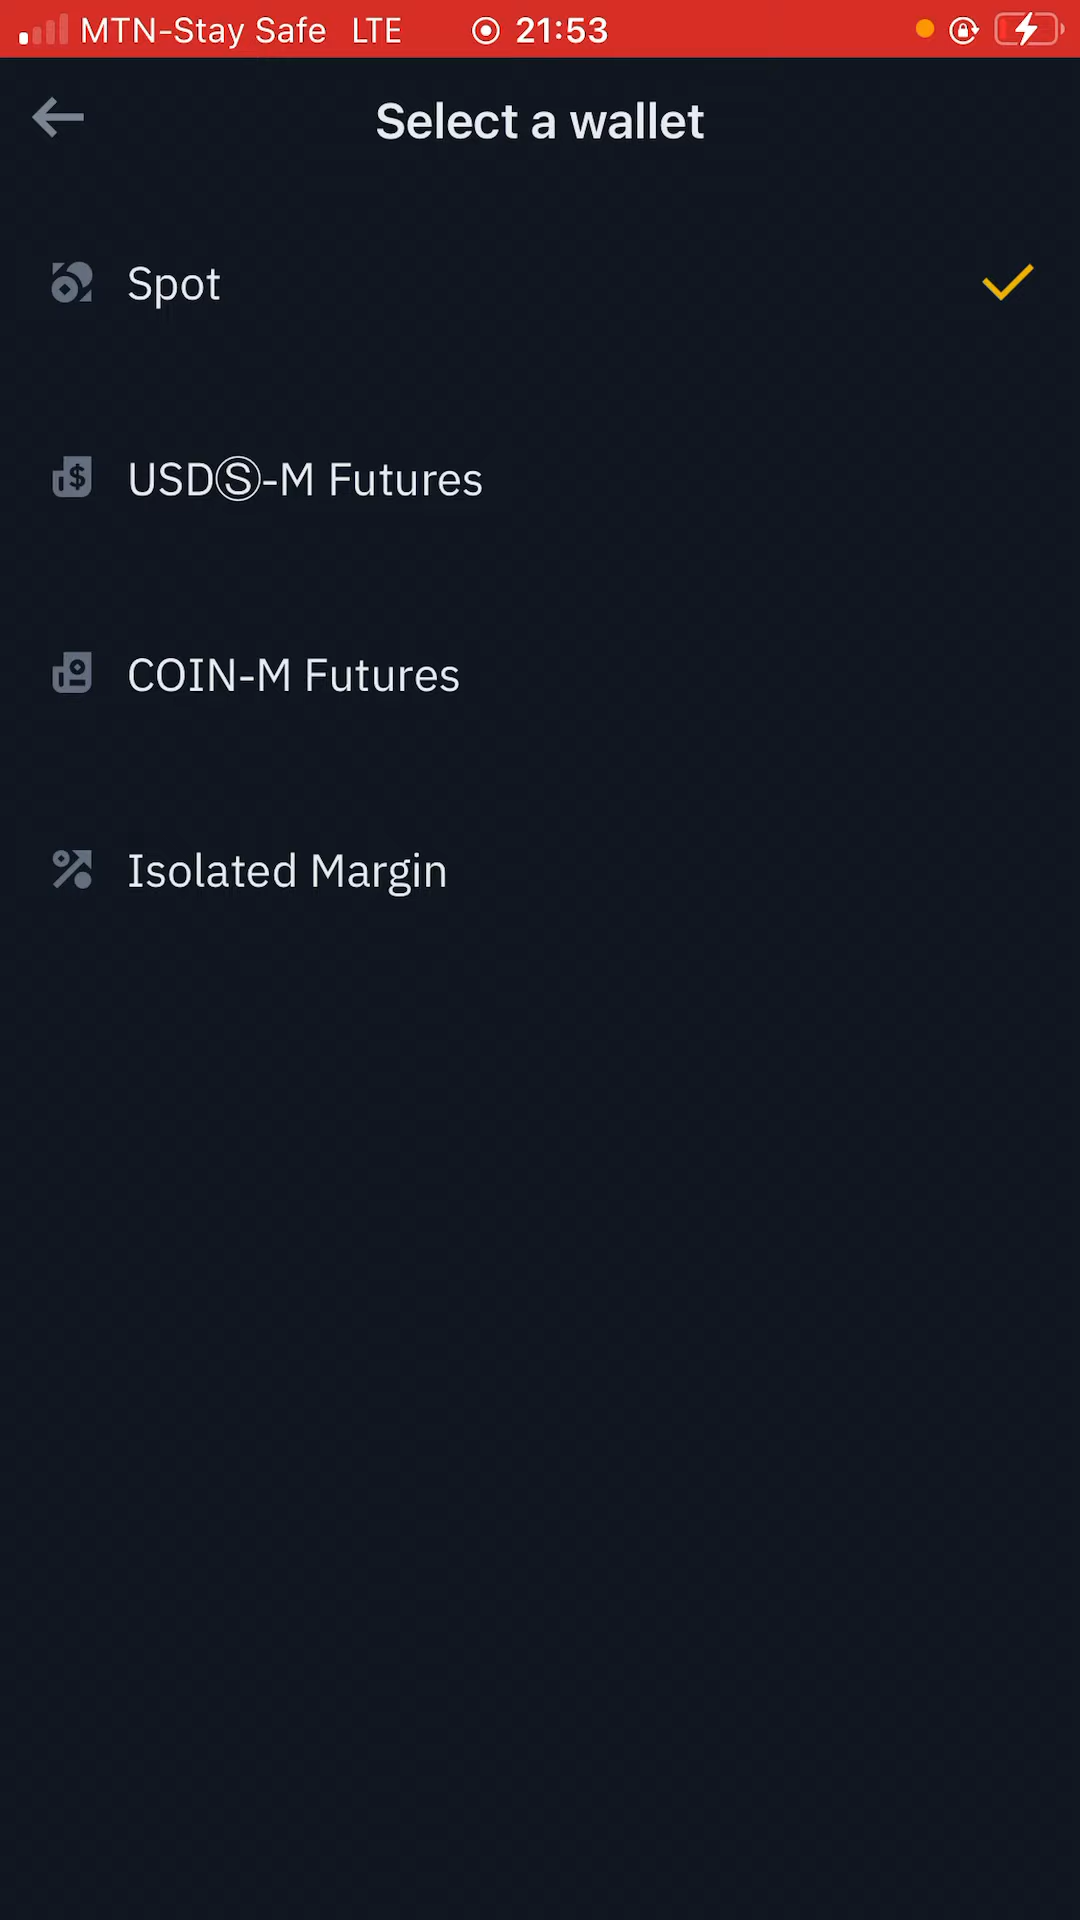 MTN-Stay Safe LTE 21:53
Select a wallet
Spot
USDⓈ-M Futures
COIN-M Futures
Isolated Margin